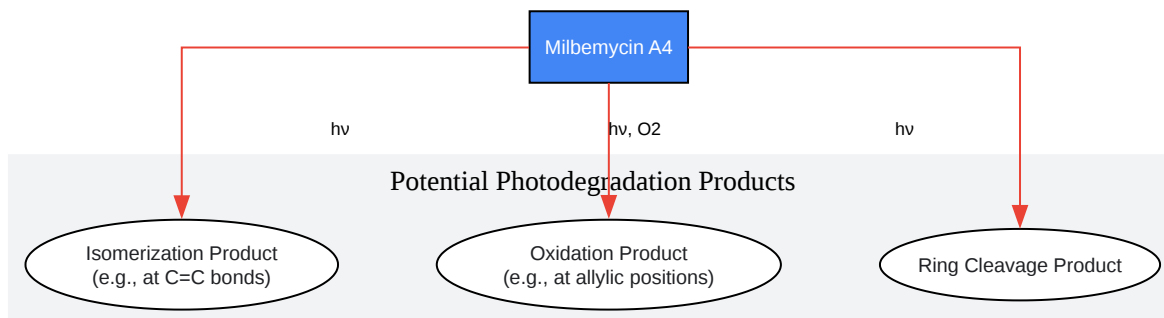 Milbemycin A4
hν
hν, O2
hν
Potential Photodegradation Products
Isomerization Product
(e.g., at C=C bonds)
Oxidation Product
(e.g., at allylic positions)
Ring Cleavage Product